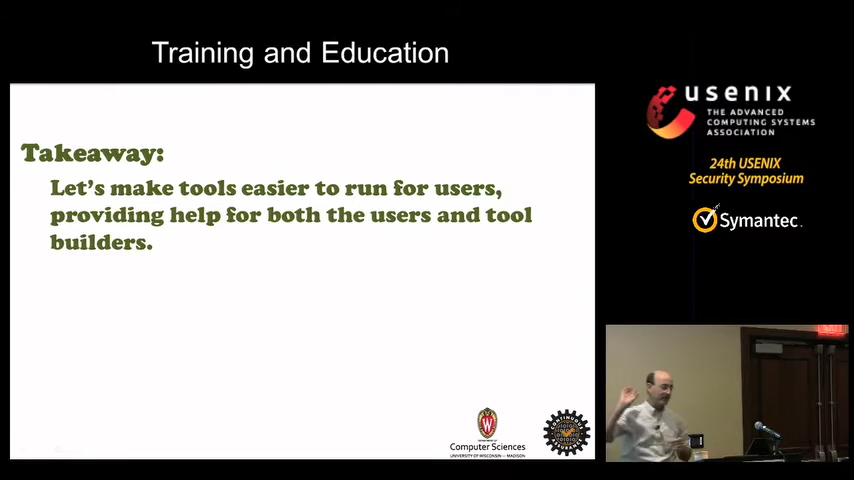 Training and Education
Takeaway:
Let's make tools easier to run for users,
providing help for both the users and tool
builders.
Computer Sciences
UNIVERSITY OF WISCONSIN — MADISON
CONTINUOUS
usenix
THE ADVANCED
COMPUTING SYSTEMS
ASSOCIATION
24th USENIX
Security Symposium
Symantec.